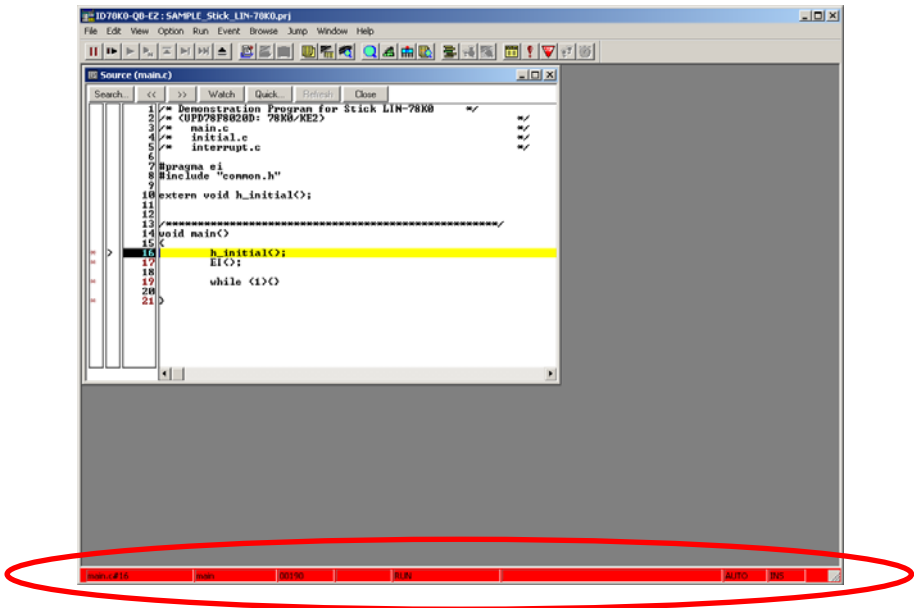 ID78K0-QB-EZ : SAMPLE_Stick_LIN-78K0.prj
File Edit View Option Run Event Browse Jump Window Help
Source (main.c)
Search... << >> Watch Quick... Refresh Close
1 /* Demonstration Program for Stick LIN-78K0 */
2 /* (UPD78F8020D: 78K0/KE2) */
3 /* main.c */
4 /* initial.c */
5 /* interrupt.c */
6
7 #pragma ei
8 #include "common.h"
9
10 extern void h_initial();
11
12
13 /***************************************************/
14 void main()
15 {
* > 16 h_initial();
* 17 EI();
18
* 19 while (1){}
20
* 21 }
main.c#16 main 00190 RUN AUTO INS